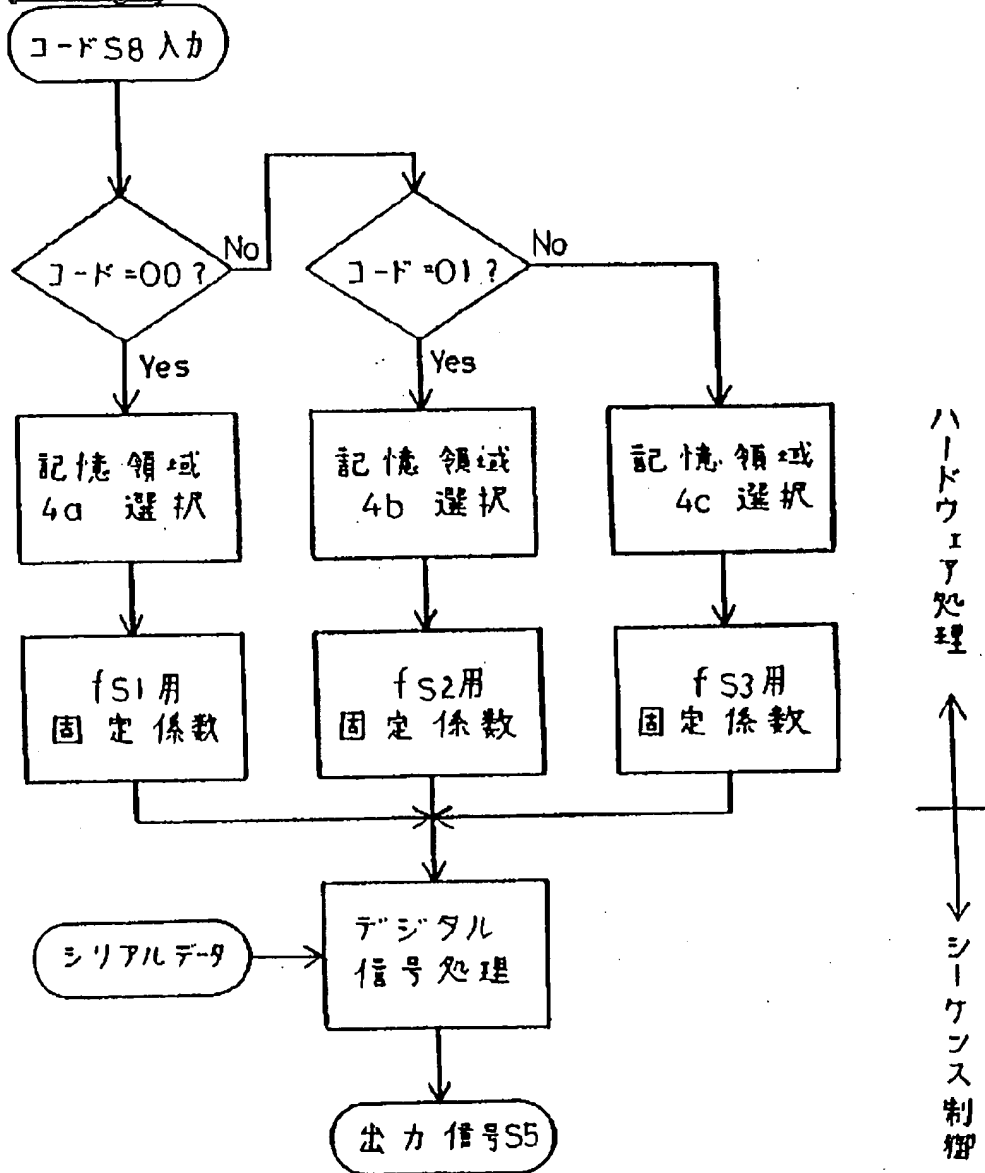 コードS8 入力
コード=00?
No
Yes
コード=01?
No
Yes
記憶領域
4a 選択
記憶領域
4b 選択
記憶領域
4c 選択
fS1用
固定係数
fS2用
固定係数
fS3用
固定係数
シリアルデータ
デジタル
信号処理
出力信号S5
ハードウェア処理
シーケンス制御